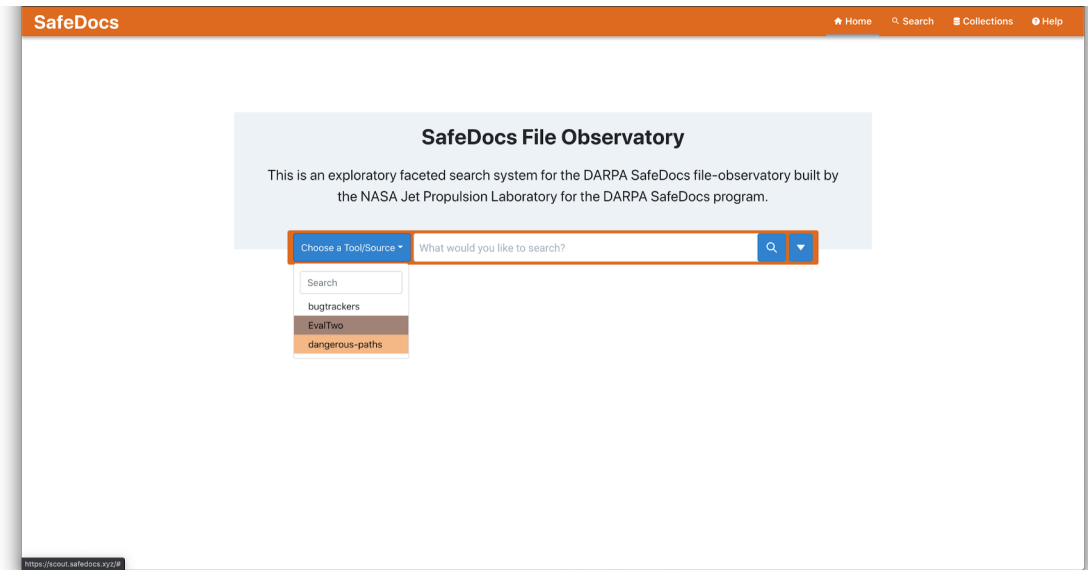 SafeDocs
Home
Search
Collections
Help
SafeDocs File Observatory
This is an exploratory faceted search system for the DARPA SafeDocs file-observatory built by
the NASA Jet Propulsion Laboratory for the DARPA SafeDocs program.
Choose a Tool/Source
What would you like to search?
Search
bugtrackers
EvalTwo
dangerous-paths
https://scout.safedocs.xyz/#